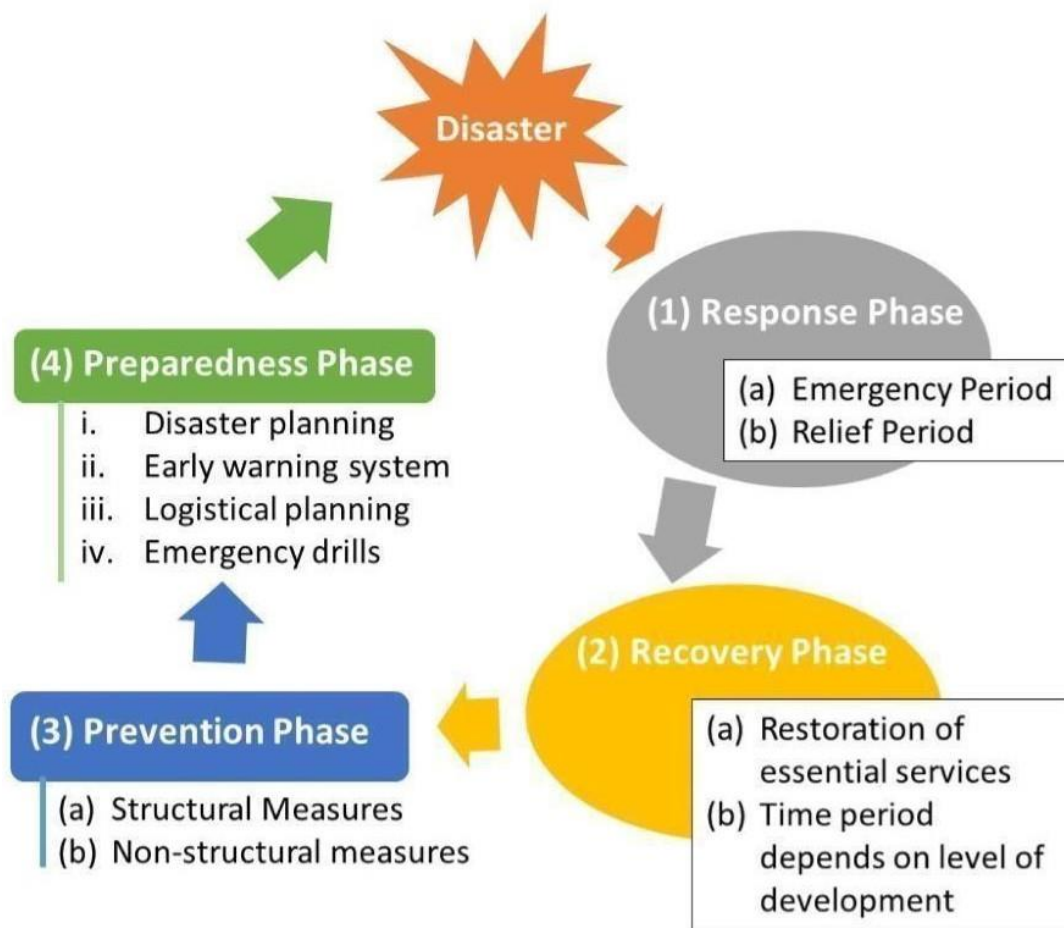 Disaster
(1) Response Phase
(a) Emergency Period
(b) Relief Period
(2) Recovery Phase
(a) Restoration of
essential services
(b) Time period
depends on level of
development
(3) Prevention Phase
(a) Structural Measures
(b) Non-structural measures
(4) Preparedness Phase
i. Disaster planning
ii. Early warning system
iii. Logistical planning
iv. Emergency drills